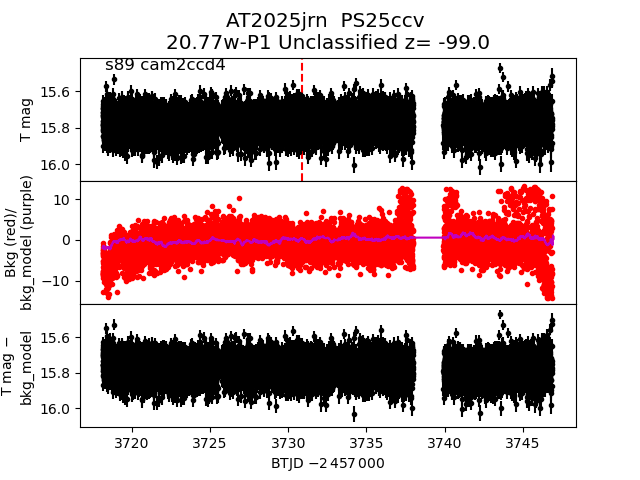 AT2025jrn  PS25ccv
20.77w-P1 Unclassified z= -99.0
s89 cam2ccd4
T mag
15.6
15.8
16.0
Bkg (red)/
bkg_model (purple)
10
0
−10
T mag −
bkg_model
15.6
15.8
16.0
3720 3725 3730 3735 3740 3745
BTJD −2 457 000